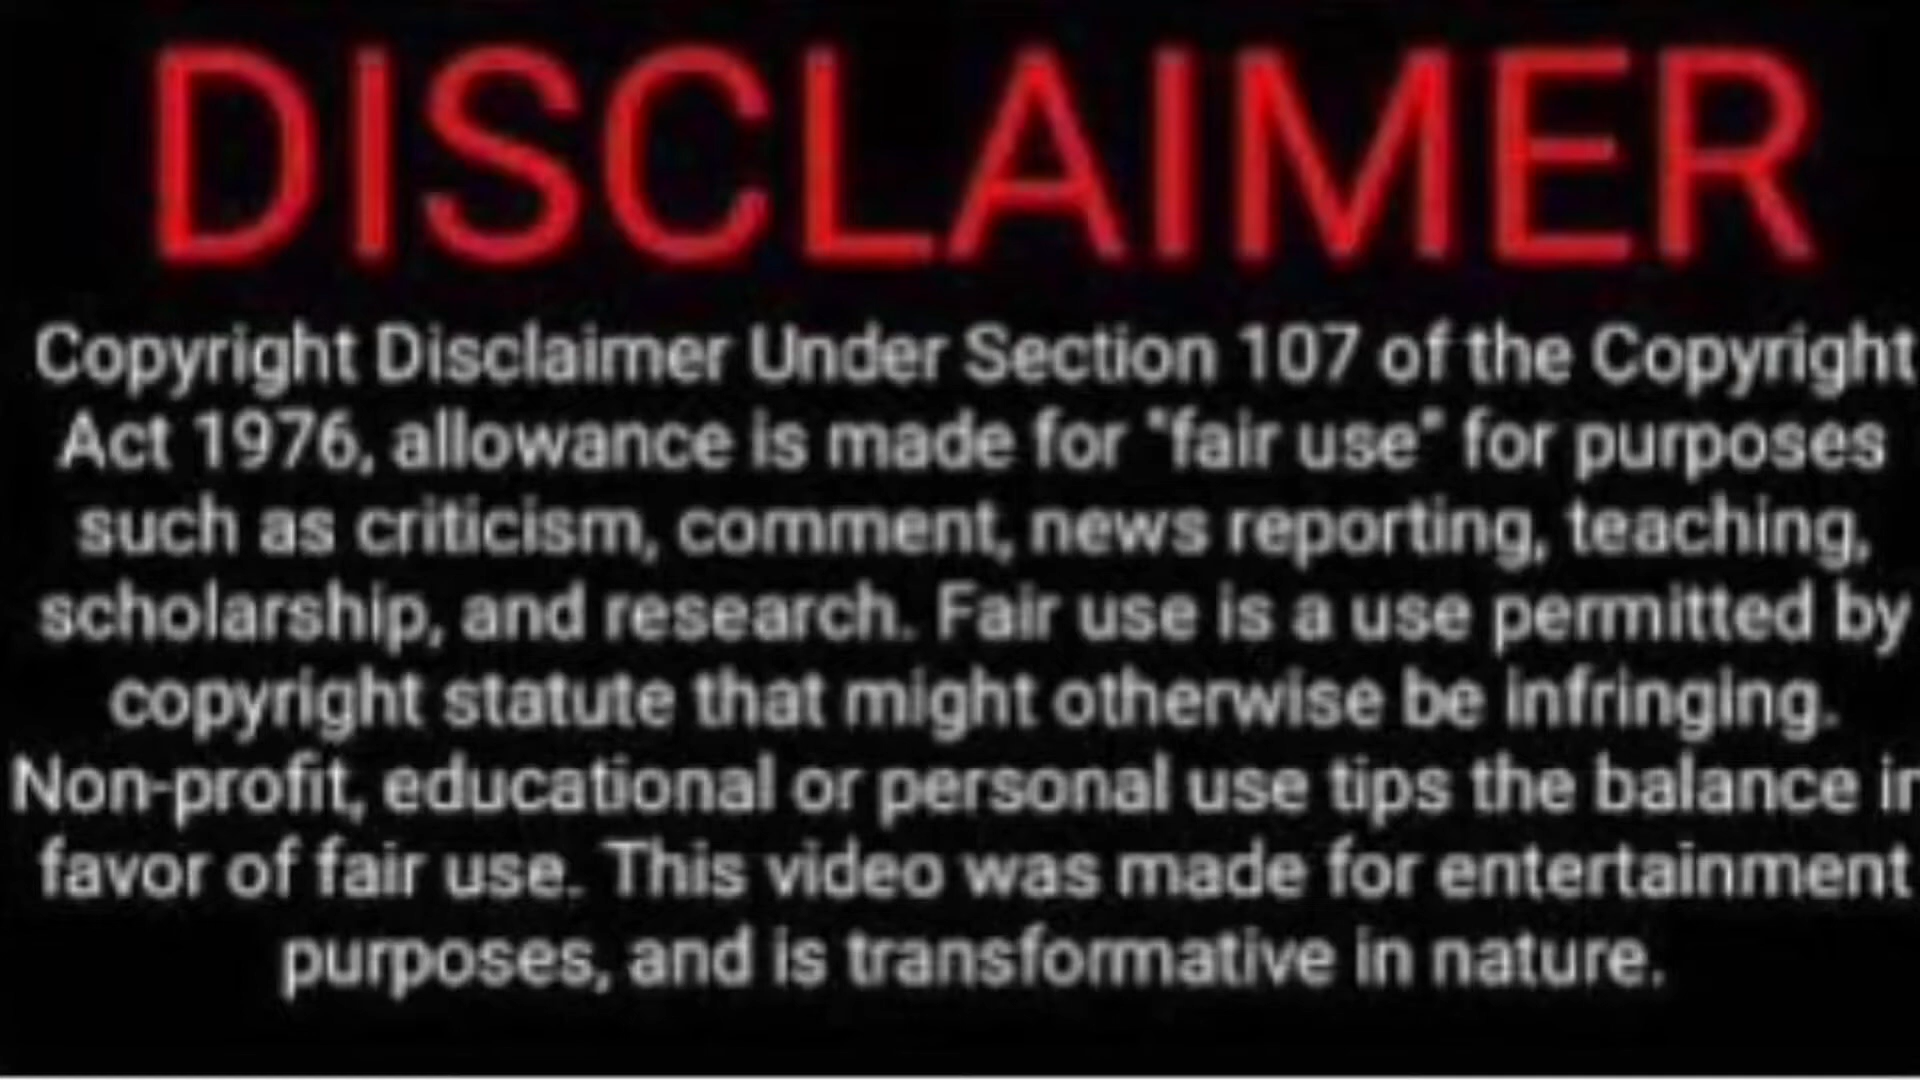 DISCLAIMER
Copyright Disclaimer Under Section 107 of the Copyright
Act 1976, allowance is made for "fair use" for purposes
such as criticism, comment, news reporting, teaching,
scholarship, and research. Fair use is a use permitted by
copyright statute that might otherwise be infringing.
Non-profit, educational or personal use tips the balance in
favor of fair use. This video was made for entertainment
purposes, and is transformative in nature.